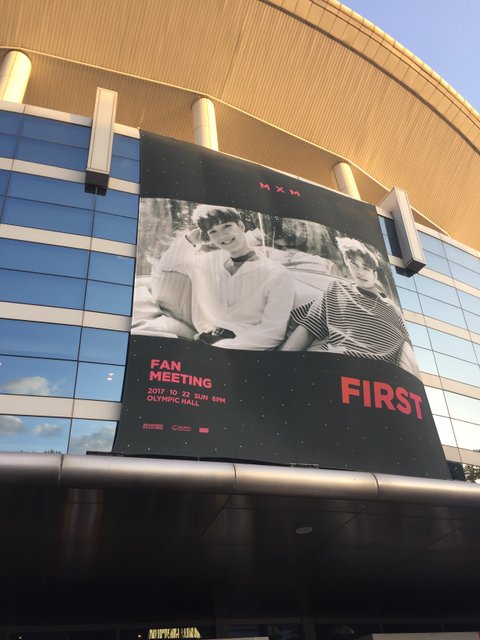 M X M
FAN
MEETING
2017 10 22 SUN 6PM
OLYMPIC HALL
FIRST